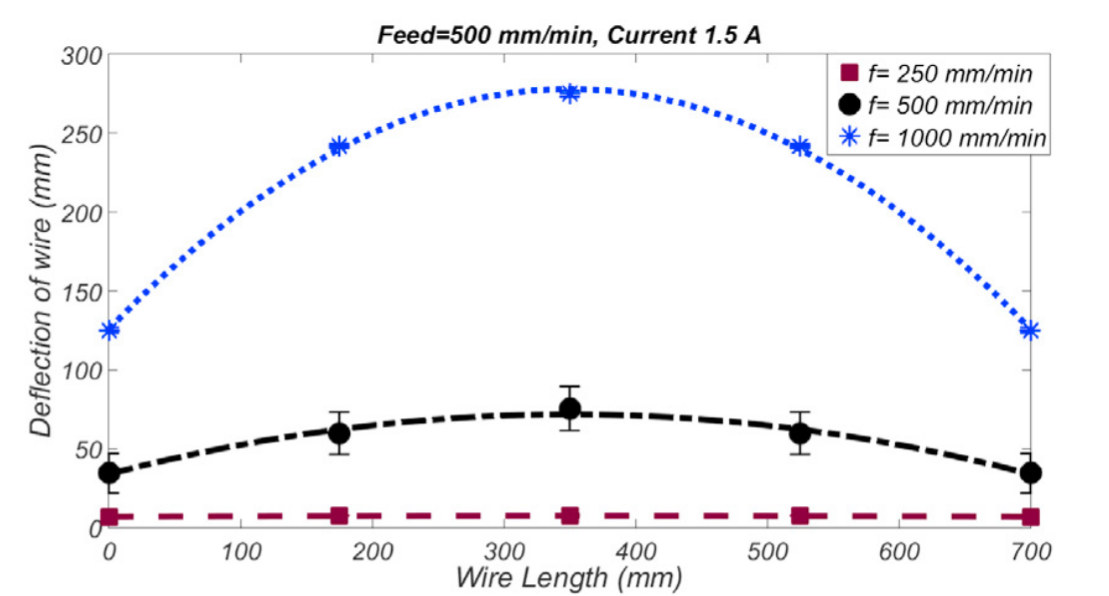 Feed=500 mm/min, Current 1.5 A
f= 250 mm/min
f= 500 mm/min
f= 1000 mm/min
Deflection of wire (mm)
300
250
200
150
100
50
0
0 100 200 300 400 500 600 700
Wire Length (mm)